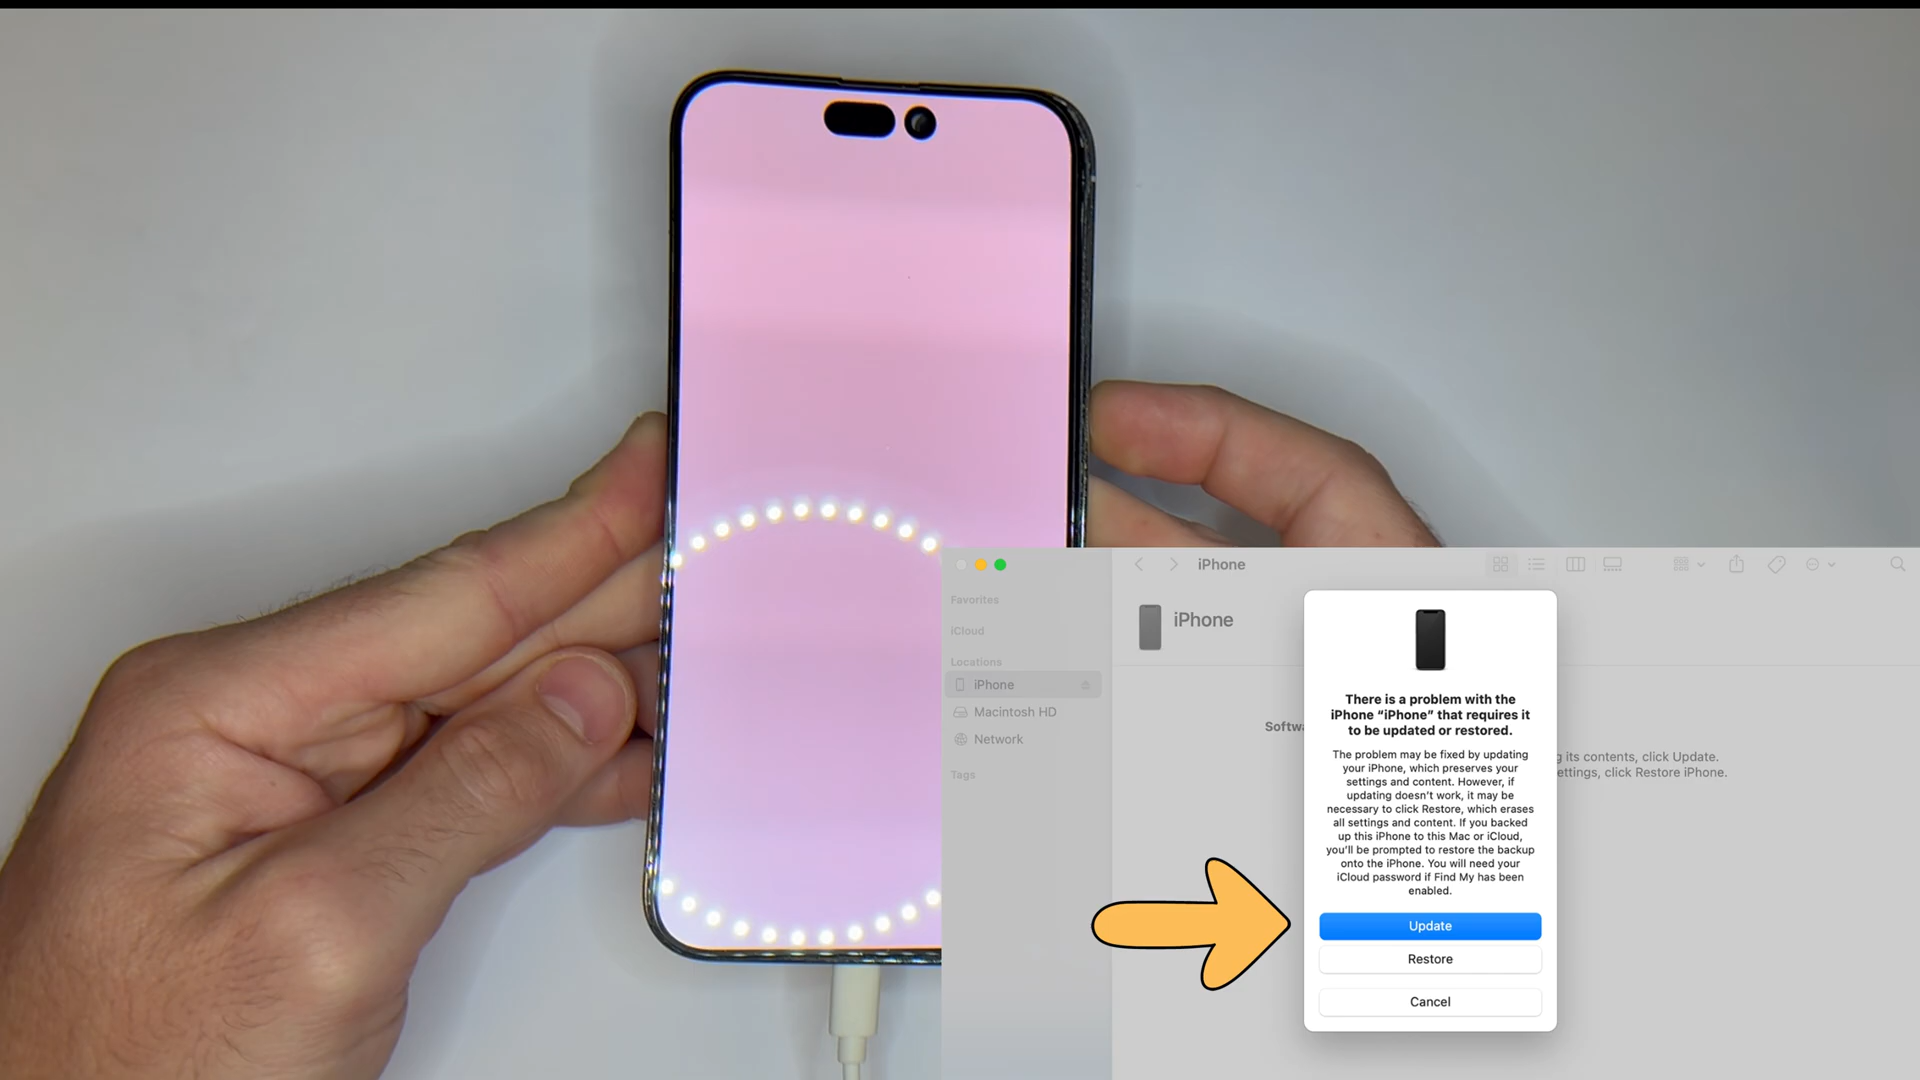 iPhone
Favorites
iCloud
Locations
iPhone
Macintosh HD
Network
Tags
iPhone
There is a problem with the
iPhone “iPhone” that requires it
to be updated or restored.
The problem may be fixed by updating
your iPhone, which preserves your
settings and content. However, if
updating doesn’t work, it may be
necessary to click Restore, which erases
all settings and content. If you backed
up this iPhone to this Mac or iCloud,
you’ll be prompted to restore the backup
onto the iPhone. You will need your
iCloud password if Find My has been
enabled.
Update
Restore
Cancel
its contents, click Update.
click Restore iPhone.